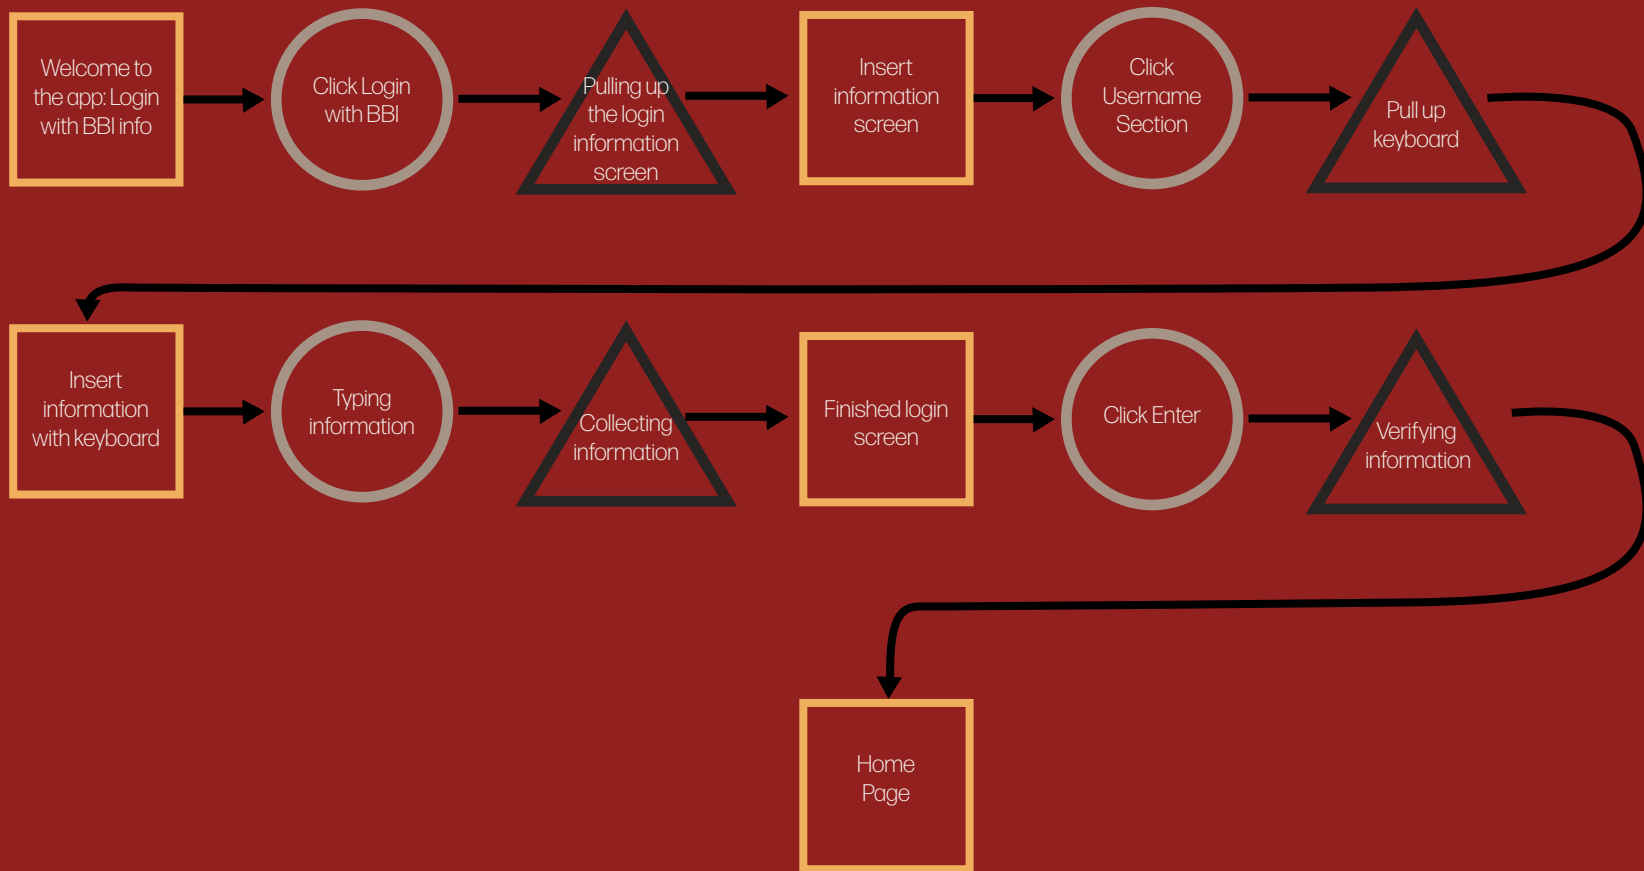 Welcome to
the app: Login
with BBI info
Click Login
with BBI
Pulling up
the login
information
screen
Insert
information
screen
Click
Username
Section
Pull up
keyboard
Insert
information
with keyboard
Typing
information
Collecting
information
Finished login
screen
Click Enter
Verifying
information
Home
Page